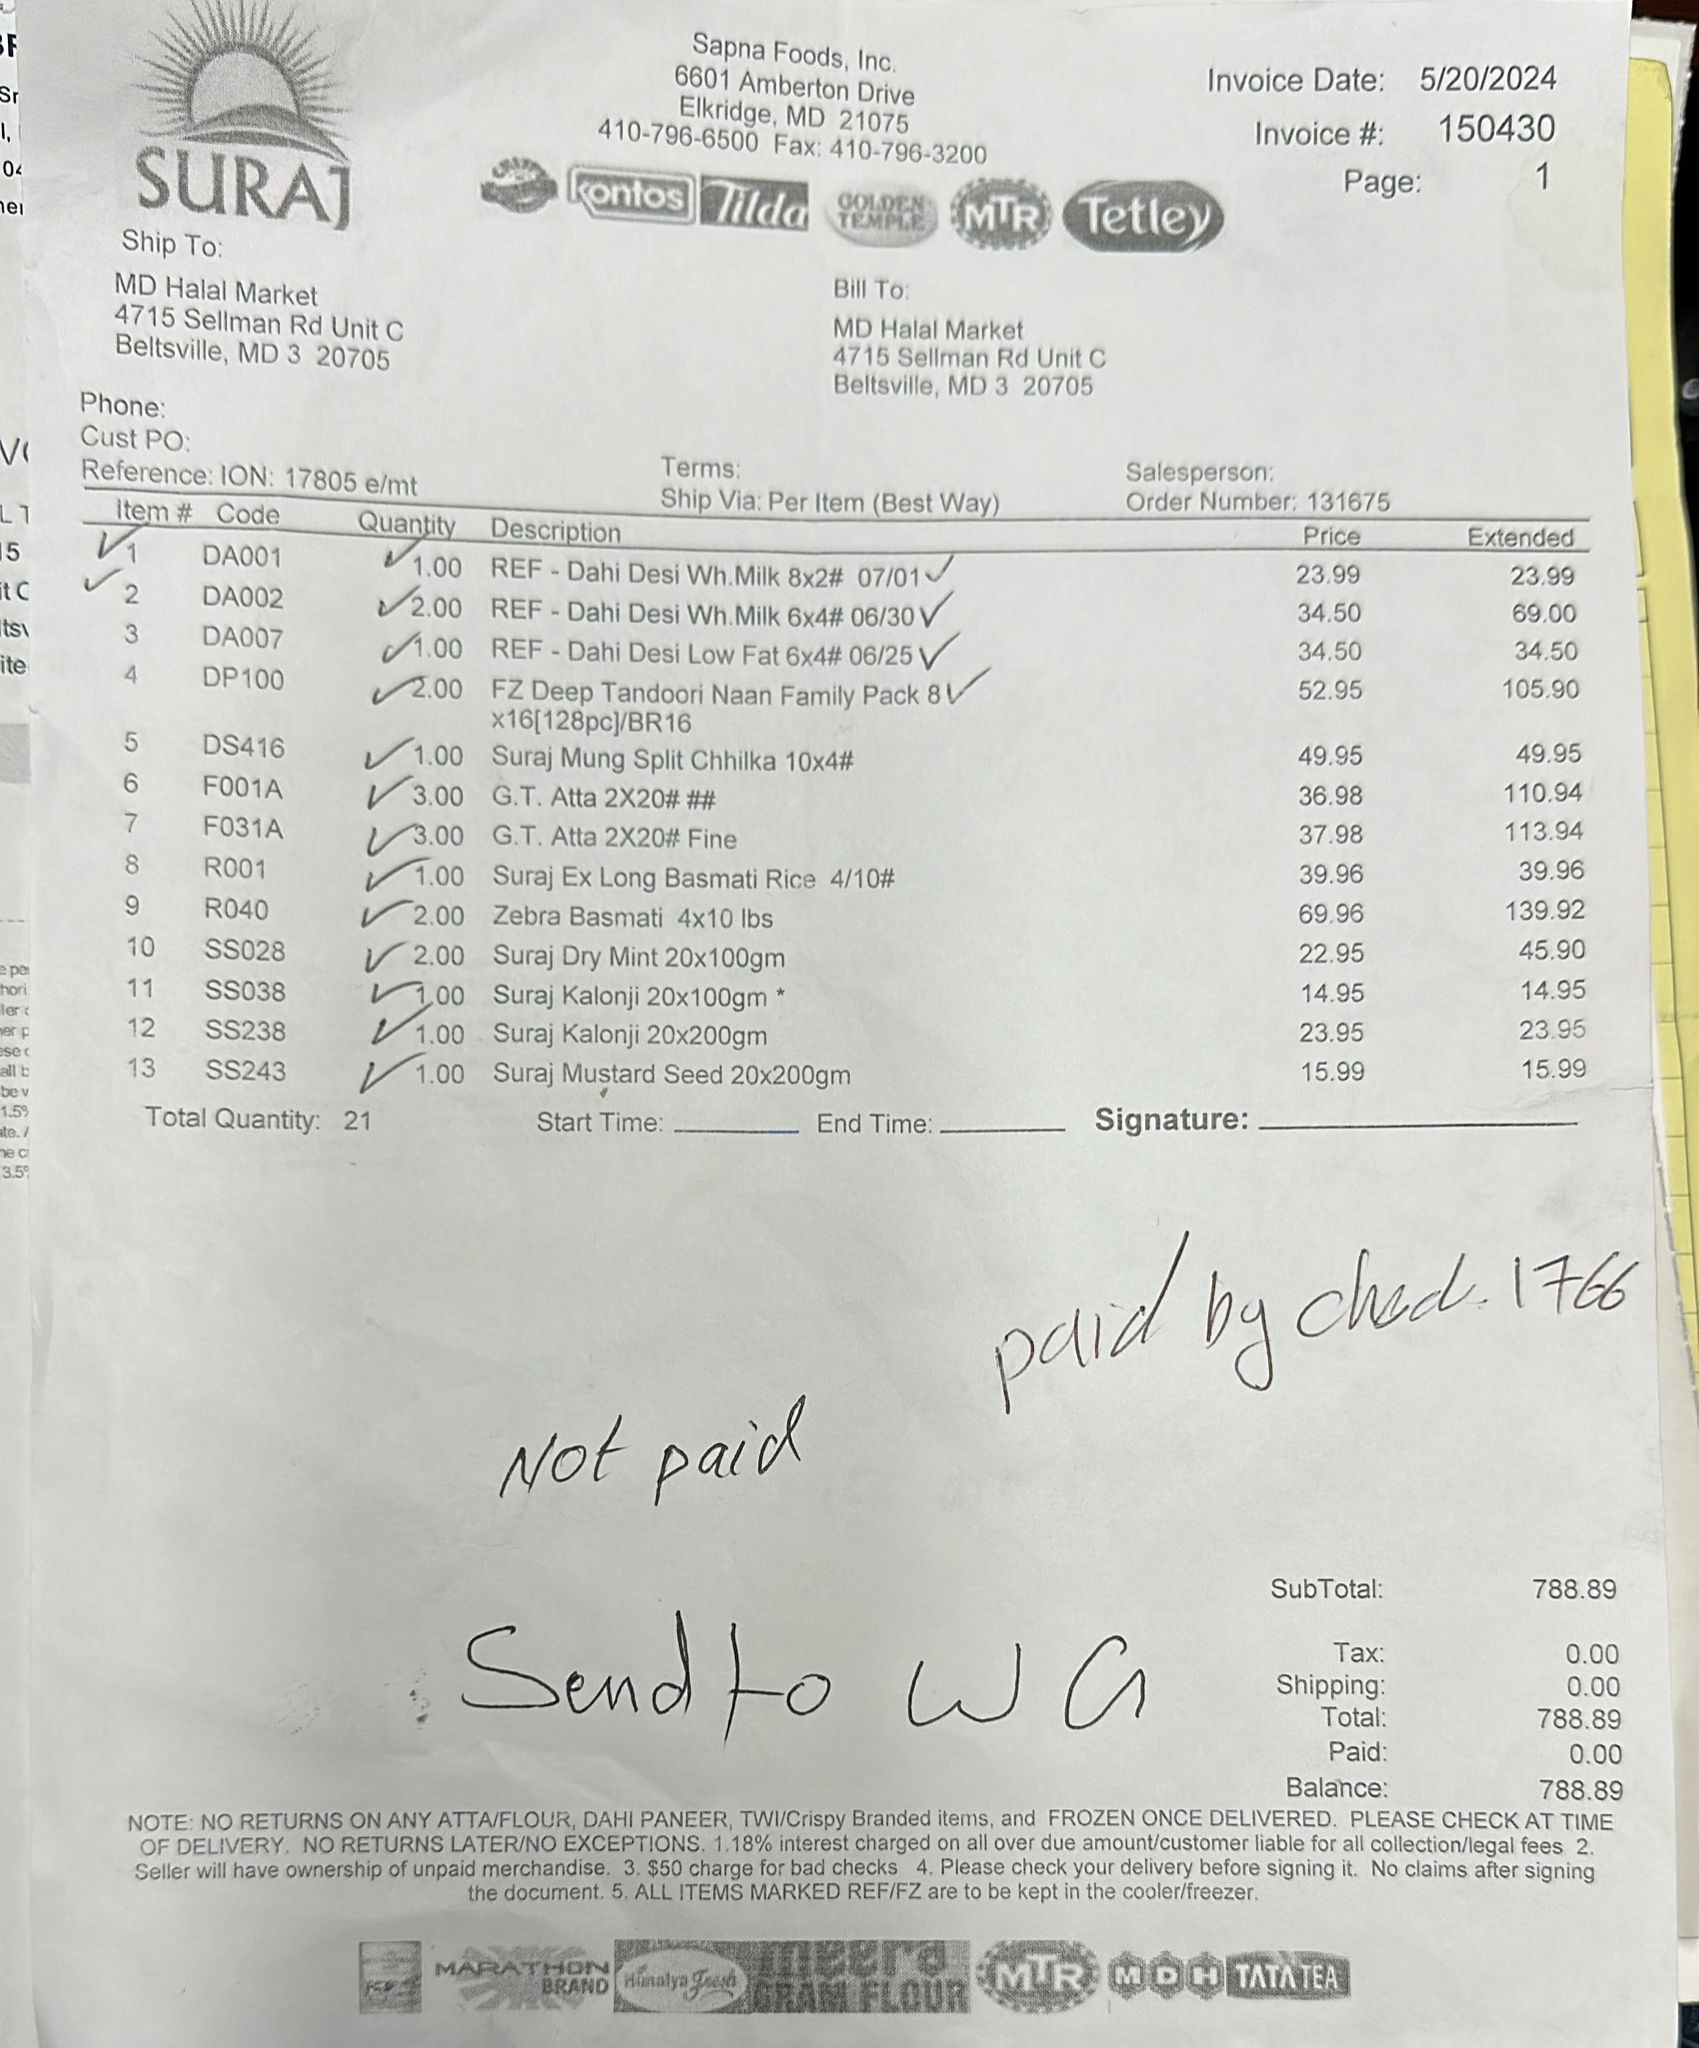 SURAJ
Sapna Foods, Inc.
6601 Amberton Drive
Elkridge, MD 21075
410-796-6500 Fax: 410-796-3200
Invoice Date: 5/20/2024
Invoice #: 150430
Page: 1
kontos Tilda GOLDEN TEMPLE MTR Tetley
Ship To:
MD Halal Market
4715 Sellman Rd Unit C
Beltsville, MD 3 20705
Bill To:
MD Halal Market
4715 Sellman Rd Unit C
Beltsville, MD 3 20705
Phone:
Cust PO:
Reference: ION: 17805 e/mt
Terms:
Ship Via: Per Item (Best Way)
Salesperson:
Order Number: 131675
Item # Code Quantity Description Price Extended
1 DA001 1.00 REF - Dahi Desi Wh.Milk 8x2# 07/01 23.99 23.99
2 DA002 2.00 REF - Dahi Desi Wh.Milk 6x4# 06/30 34.50 69.00
3 DA007 1.00 REF - Dahi Desi Low Fat 6x4# 06/25 34.50 34.50
4 DP100 2.00 FZ Deep Tandoori Naan Family Pack 8 52.95 105.90
x16[128pc]/BR16
5 DS416 1.00 Suraj Mung Split Chhilka 10x4# 49.95 49.95
6 F001A 3.00 G.T. Atta 2X20# ## 36.98 110.94
7 F031A 3.00 G.T. Atta 2X20# Fine 37.98 113.94
8 R001 1.00 Suraj Ex Long Basmati Rice 4/10# 39.96 39.96
9 R040 2.00 Zebra Basmati 4x10 lbs 69.96 139.92
10 SS028 2.00 Suraj Dry Mint 20x100gm 22.95 45.90
11 SS038 1.00 Suraj Kalonji 20x100gm * 14.95 14.95
12 SS238 1.00 Suraj Kalonji 20x200gm 23.95 23.95
13 SS243 1.00 Suraj Mustard Seed 20x200gm 15.99 15.99
Total Quantity: 21 Start Time: End Time: Signature:
paid by check. 1766
Not paid
Send to WG
SubTotal: 788.89
Tax: 0.00
Shipping: 0.00
Total: 788.89
Paid: 0.00
Balance: 788.89
NOTE: NO RETURNS ON ANY ATTA/FLOUR, DAHI PANEER, TWI/Crispy Branded items, and FROZEN ONCE DELIVERED. PLEASE CHECK AT TIME
OF DELIVERY. NO RETURNS LATER/NO EXCEPTIONS. 1.18% interest charged on all over due amount/customer liable for all collection/legal fees 2.
Seller will have ownership of unpaid merchandise. 3. $50 charge for bad checks 4. Please check your delivery before signing it. No claims after signing
the document. 5. ALL ITEMS MARKED REF/FZ are to be kept in the cooler/freezer.
MARATHON BRAND Himalya Fresh meera GRAM FLOUR MTR MDH TATA TEA